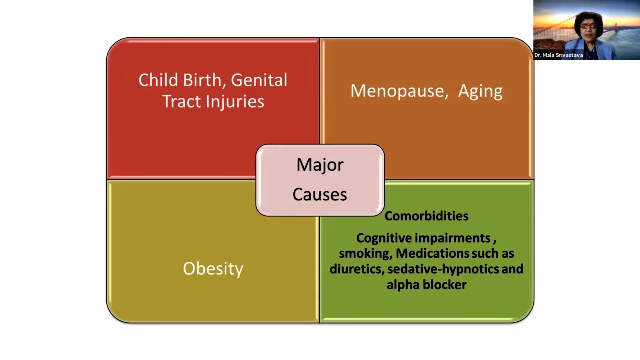 Child Birth, Genital
Tract Injuries
Menopause, Aging
Major
Causes
Obesity
Comorbidities
Cognitive impairments ,
smoking, Medications such as
diuretics, sedative-hypnotics and
alpha blocker
Dr. Mala Srivastava